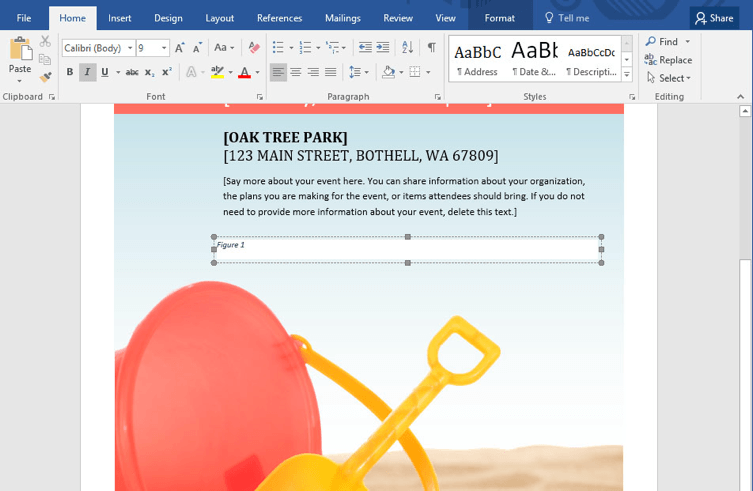 File Home Insert Design Layout References Mailings Review View Format Tell me Share
Calibri (Body) 9 A A Aa
Paste
B I U abc x₂ x² A ab A
AaBbC AaBb AaBbCcDc
¶ Address ¶ Date &... ¶ Descripti...
Find
Replace
Select
Clipboard Font Paragraph Styles Editing
[OAK TREE PARK]
[123 MAIN STREET, BOTHELL, WA 67809]
[Say more about your event here. You can share information about your organization,
the plans you are making for the event, or items attendees should bring. If you do not
need to provide more information about your event, delete this text.]
Figure 1